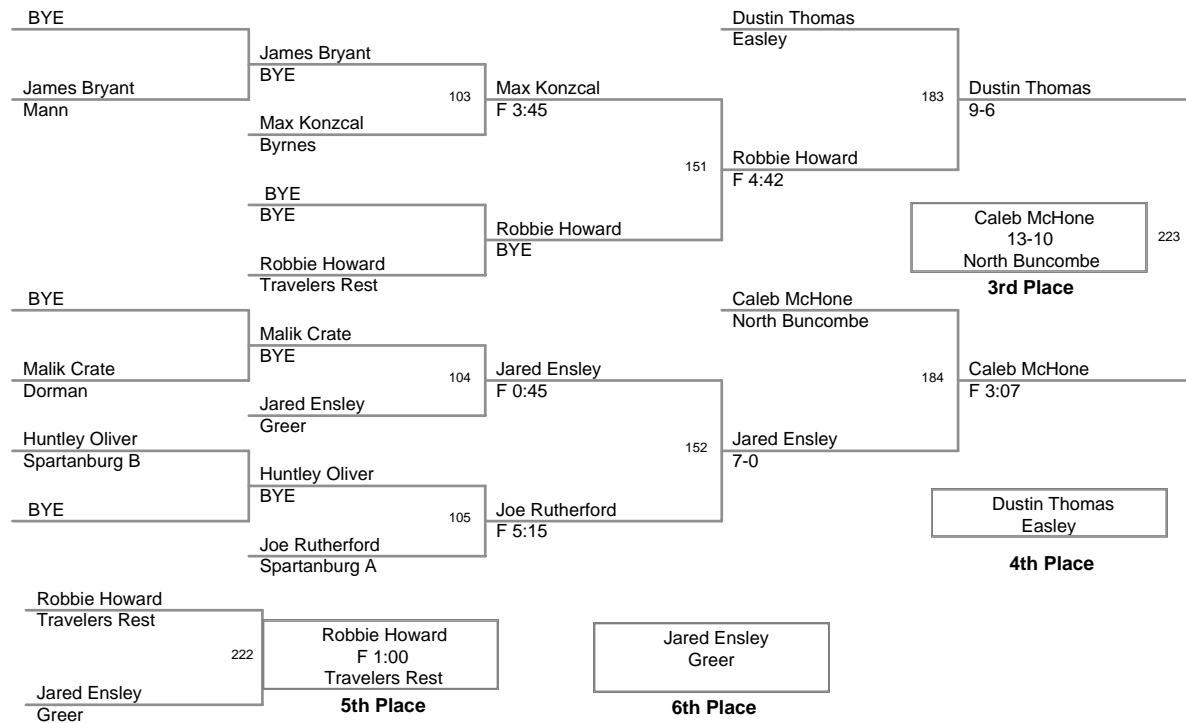 BYE
James Bryant
Mann
James Bryant
BYE
103
Max Konzcal
Byrnes
Max Konzcal
F 3:45
BYE
BYE
Robbie Howard
Travelers Rest
Robbie Howard
BYE
151
Robbie Howard
F 4:42
Dustin Thomas
Easley
183
Dustin Thomas
9-6
Caleb McHone
13-10
North Buncombe
223
3rd Place
BYE
Malik Crate
Dorman
Malik Crate
BYE
104
Jared Ensley
Greer
Jared Ensley
F 0:45
Huntley Oliver
Spartanburg B
BYE
Huntley Oliver
BYE
105
Joe Rutherford
Spartanburg A
Joe Rutherford
F 5:15
152
Jared Ensley
7-0
Caleb McHone
North Buncombe
184
Caleb McHone
F 3:07
Dustin Thomas
Easley
4th Place
Robbie Howard
Travelers Rest
222
Jared Ensley
Greer
Robbie Howard
F 1:00
Travelers Rest
5th Place
Jared Ensley
Greer
6th Place